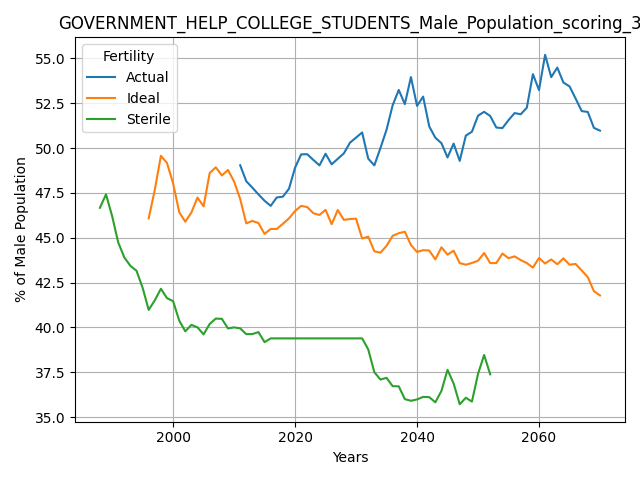 GOVERNMENT_HELP_COLLEGE_STUDENTS_Male_Population_scoring_3
Fertility
Actual
Ideal
Sterile
% of Male Population
55.0
52.5
50.0
47.5
45.0
42.5
40.0
37.5
35.0
2000
2020
2040
2060
Years